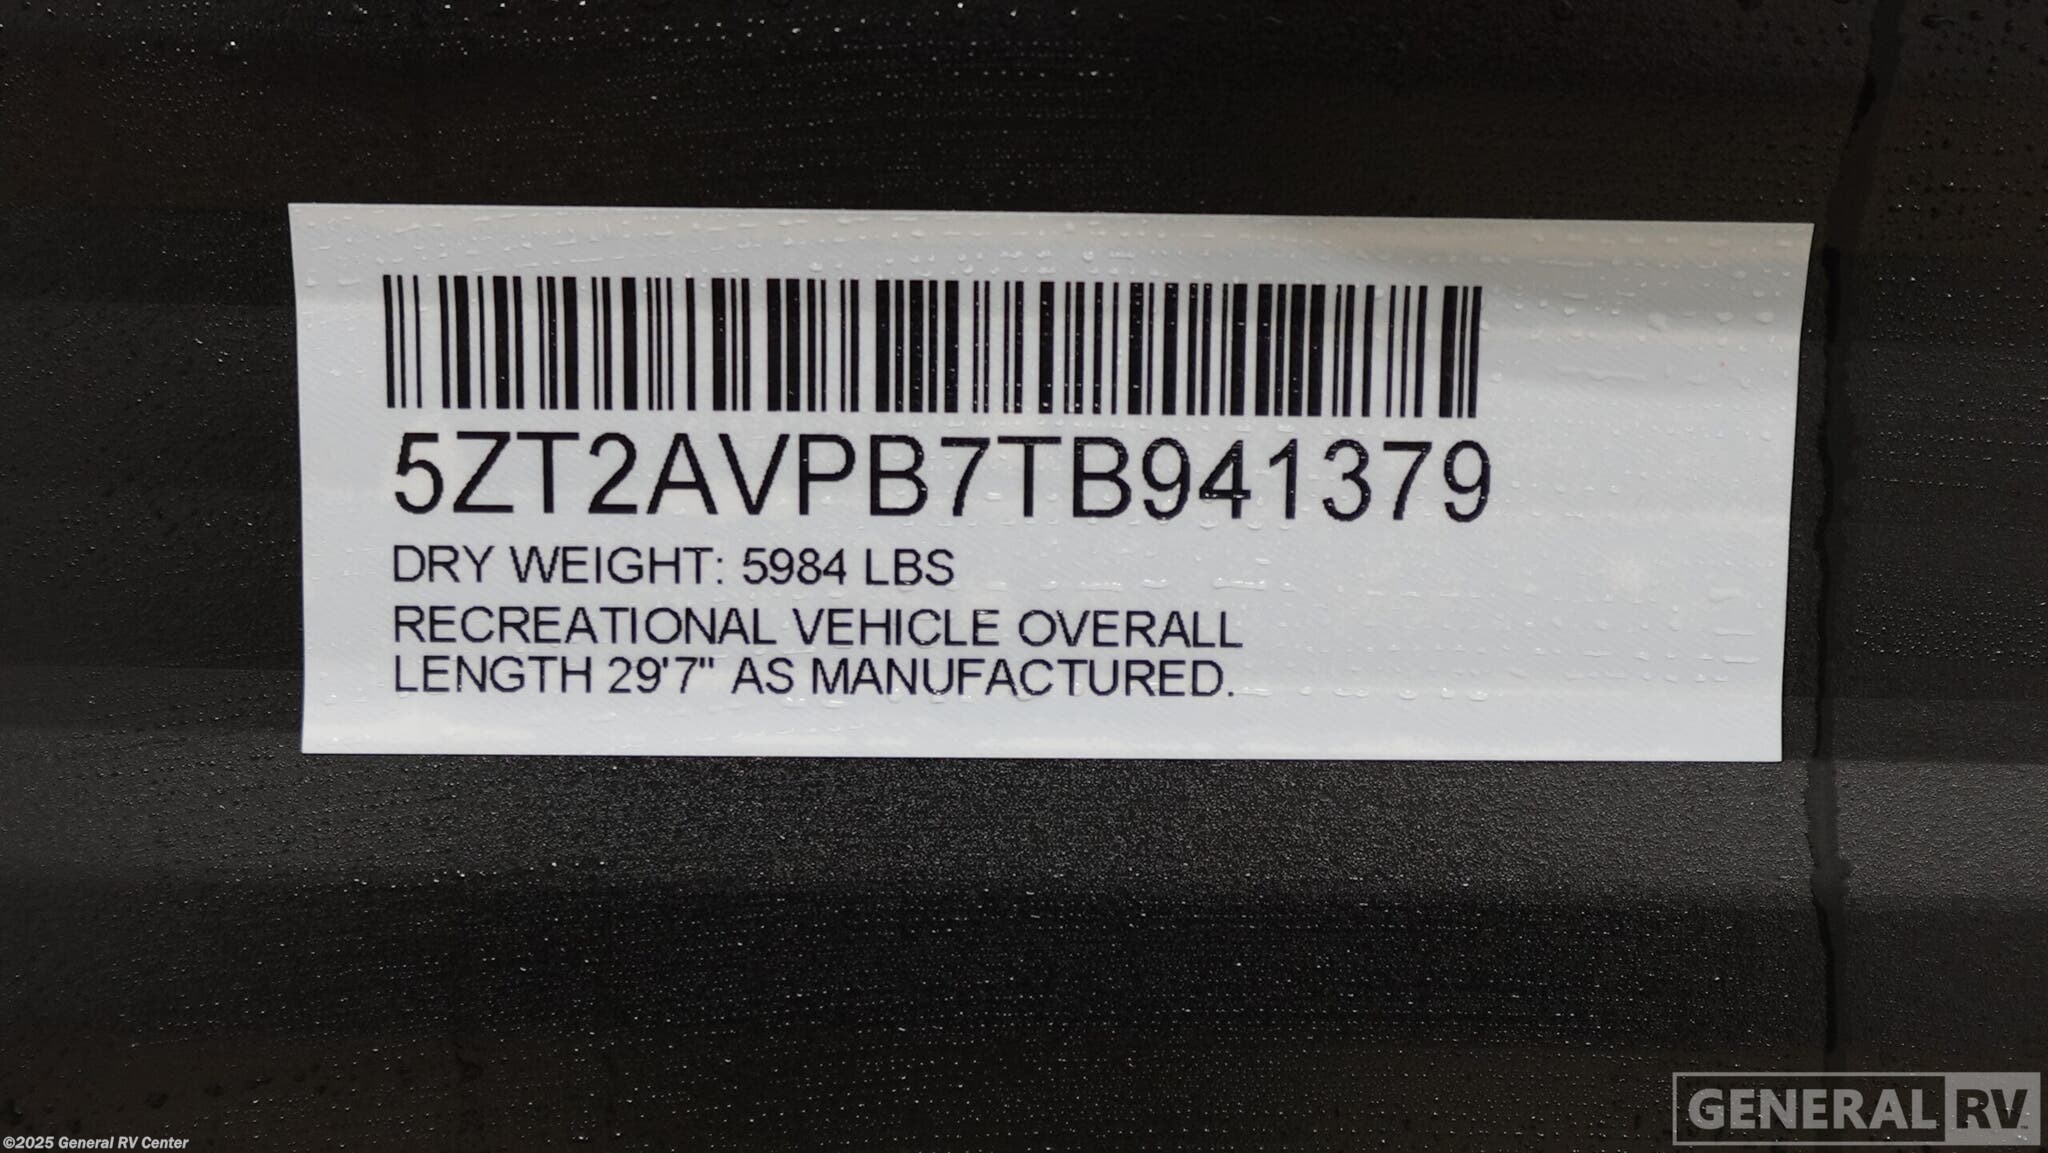 5ZT2AVPB7TB941379
DRY WEIGHT: 5984 LBS
RECREATIONAL VEHICLE OVERALL
LENGTH 29'7" AS MANUFACTURED.
GENERAL RV
©2025 General RV Center